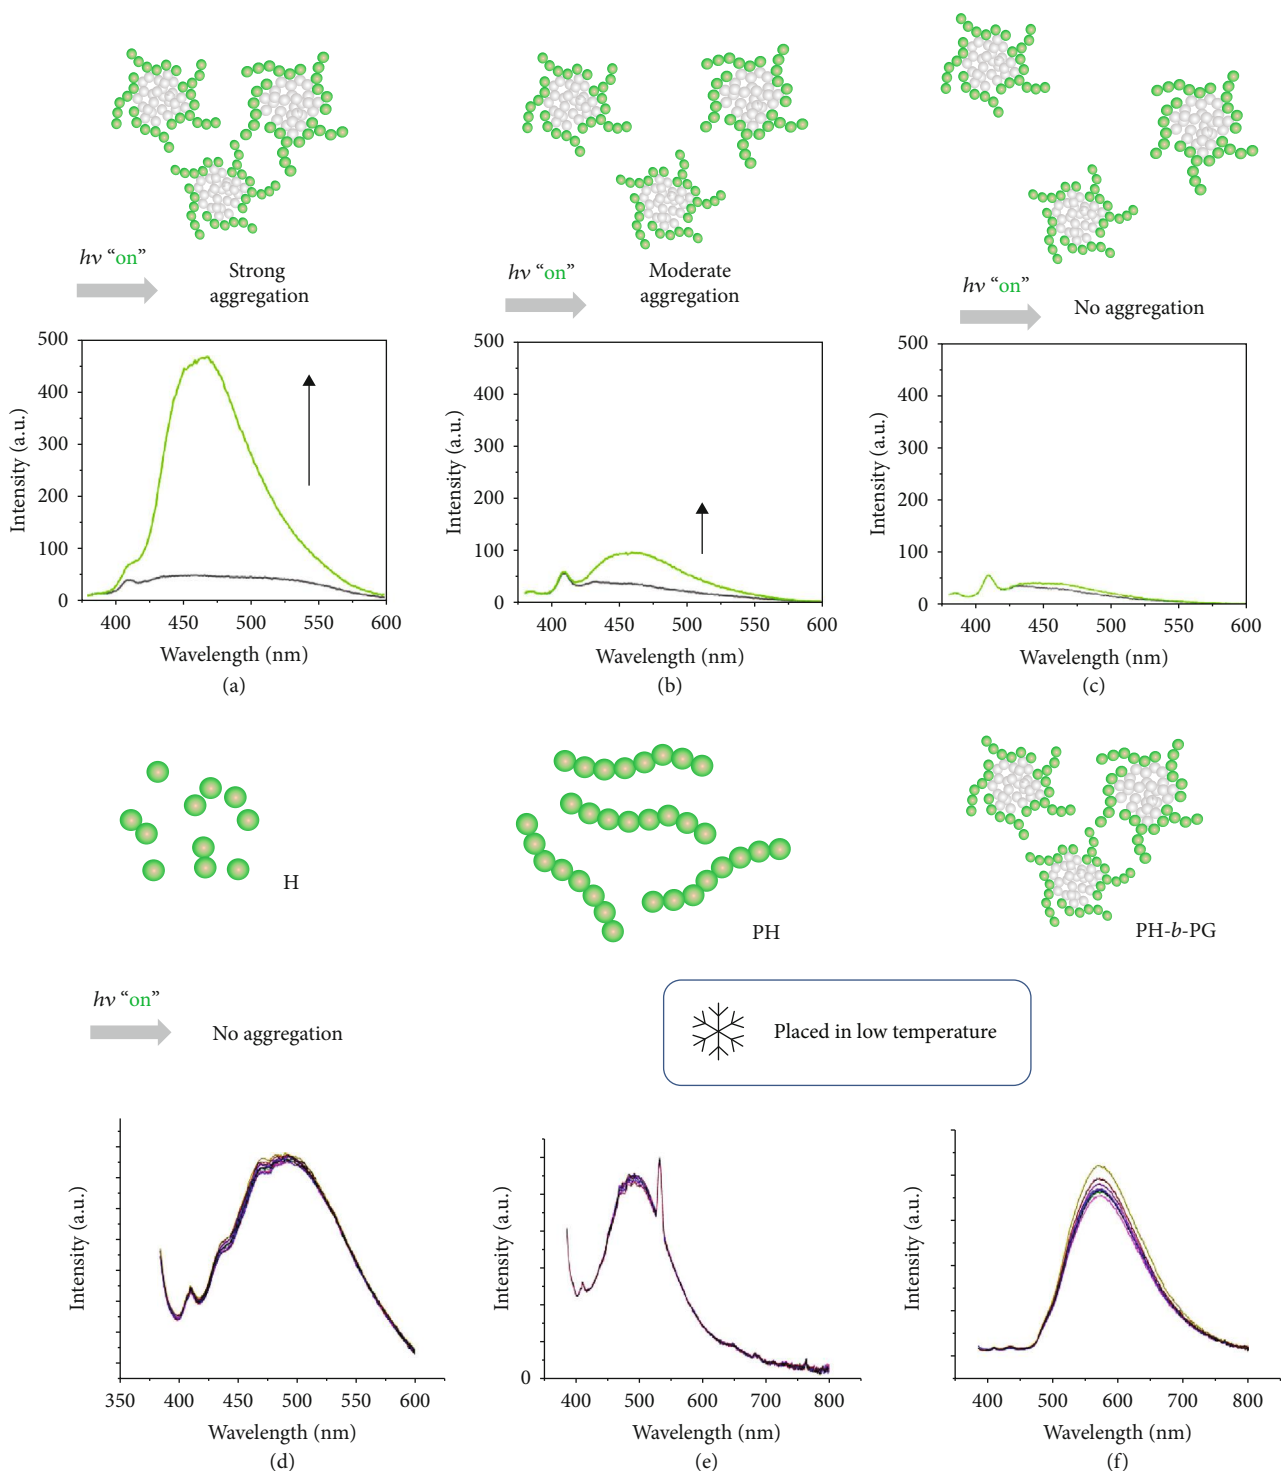 hν “on”
Strong
aggregation
hν “on”
Moderate
aggregation
hν “on”
No aggregation
500
400
300
200
100
0
Intensity (a.u.)
400
450
500
550
600
Wavelength (nm)
(a)
500
400
300
200
100
0
Intensity (a.u.)
400
450
500
550
600
Wavelength (nm)
(b)
500
400
300
200
100
0
Intensity (a.u.)
400
450
500
550
600
Wavelength (nm)
(c)
H
PH
PH-b-PG
hν “on”
No aggregation
Placed in low temperature
Intensity (a.u.)
350
400
450
500
550
600
Wavelength (nm)
(d)
Intensity (a.u.)
0
400
500
600
700
800
Wavelength (nm)
(e)
Intensity (a.u.)
400
500
600
700
800
Wavelength (nm)
(f)